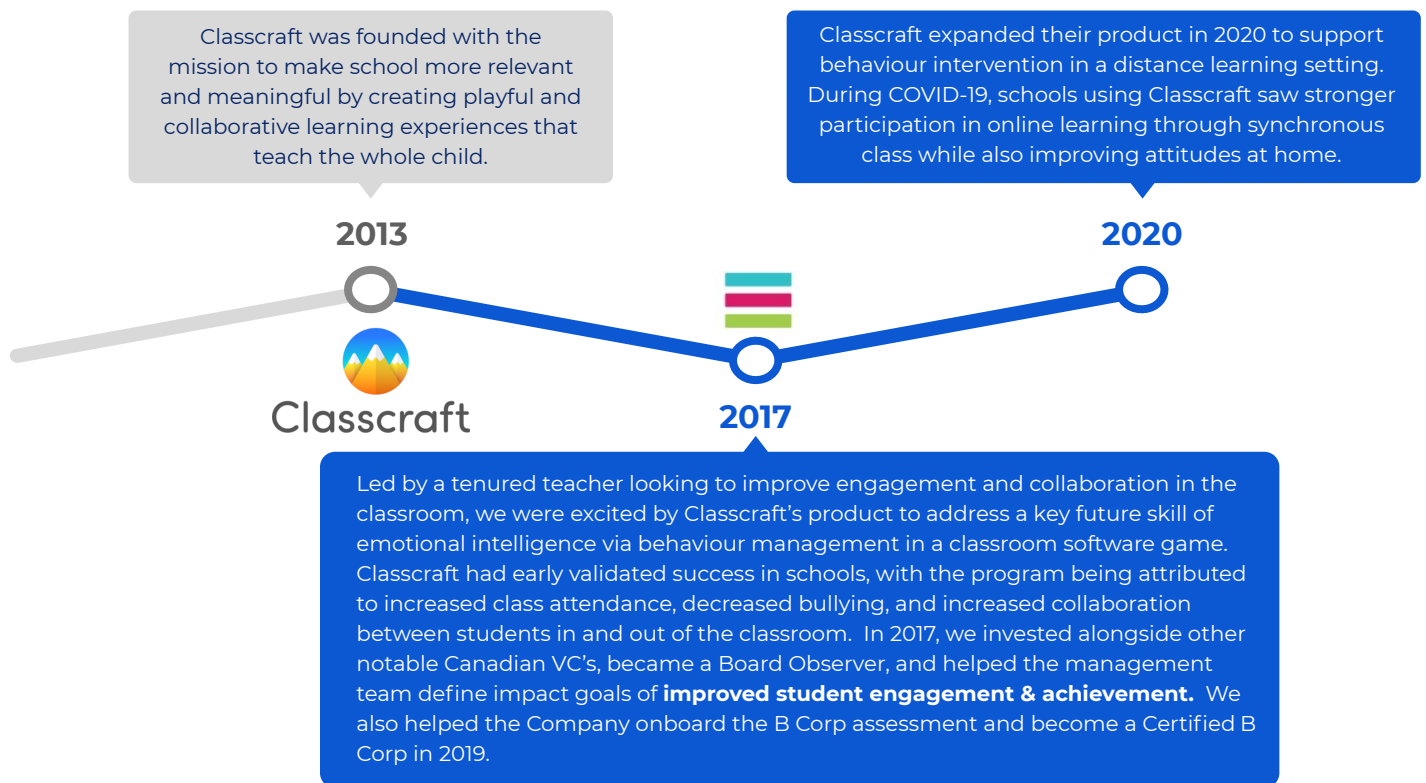 Classcraft was founded with the
mission to make school more relevant
and meaningful by creating playful and
collaborative learning experiences that
teach the whole child.
Classcraft expanded their product in 2020 to support
behaviour intervention in a distance learning setting.
During COVID-19, schools using Classcraft saw stronger
participation in online learning through synchronous
class while also improving attitudes at home.
2013
2020
Classcraft
2017
Led by a tenured teacher looking to improve engagement and collaboration in the
classroom, we were excited by Classcraft’s product to address a key future skill of
emotional intelligence via behaviour management in a classroom software game.
Classcraft had early validated success in schools, with the program being attributed
to increased class attendance, decreased bullying, and increased collaboration
between students in and out of the classroom.  In 2017, we invested alongside other
notable Canadian VC’s, became a Board Observer, and helped the management
team define impact goals of improved student engagement & achievement.  We
also helped the Company onboard the B Corp assessment and become a Certified B
Corp in 2019.